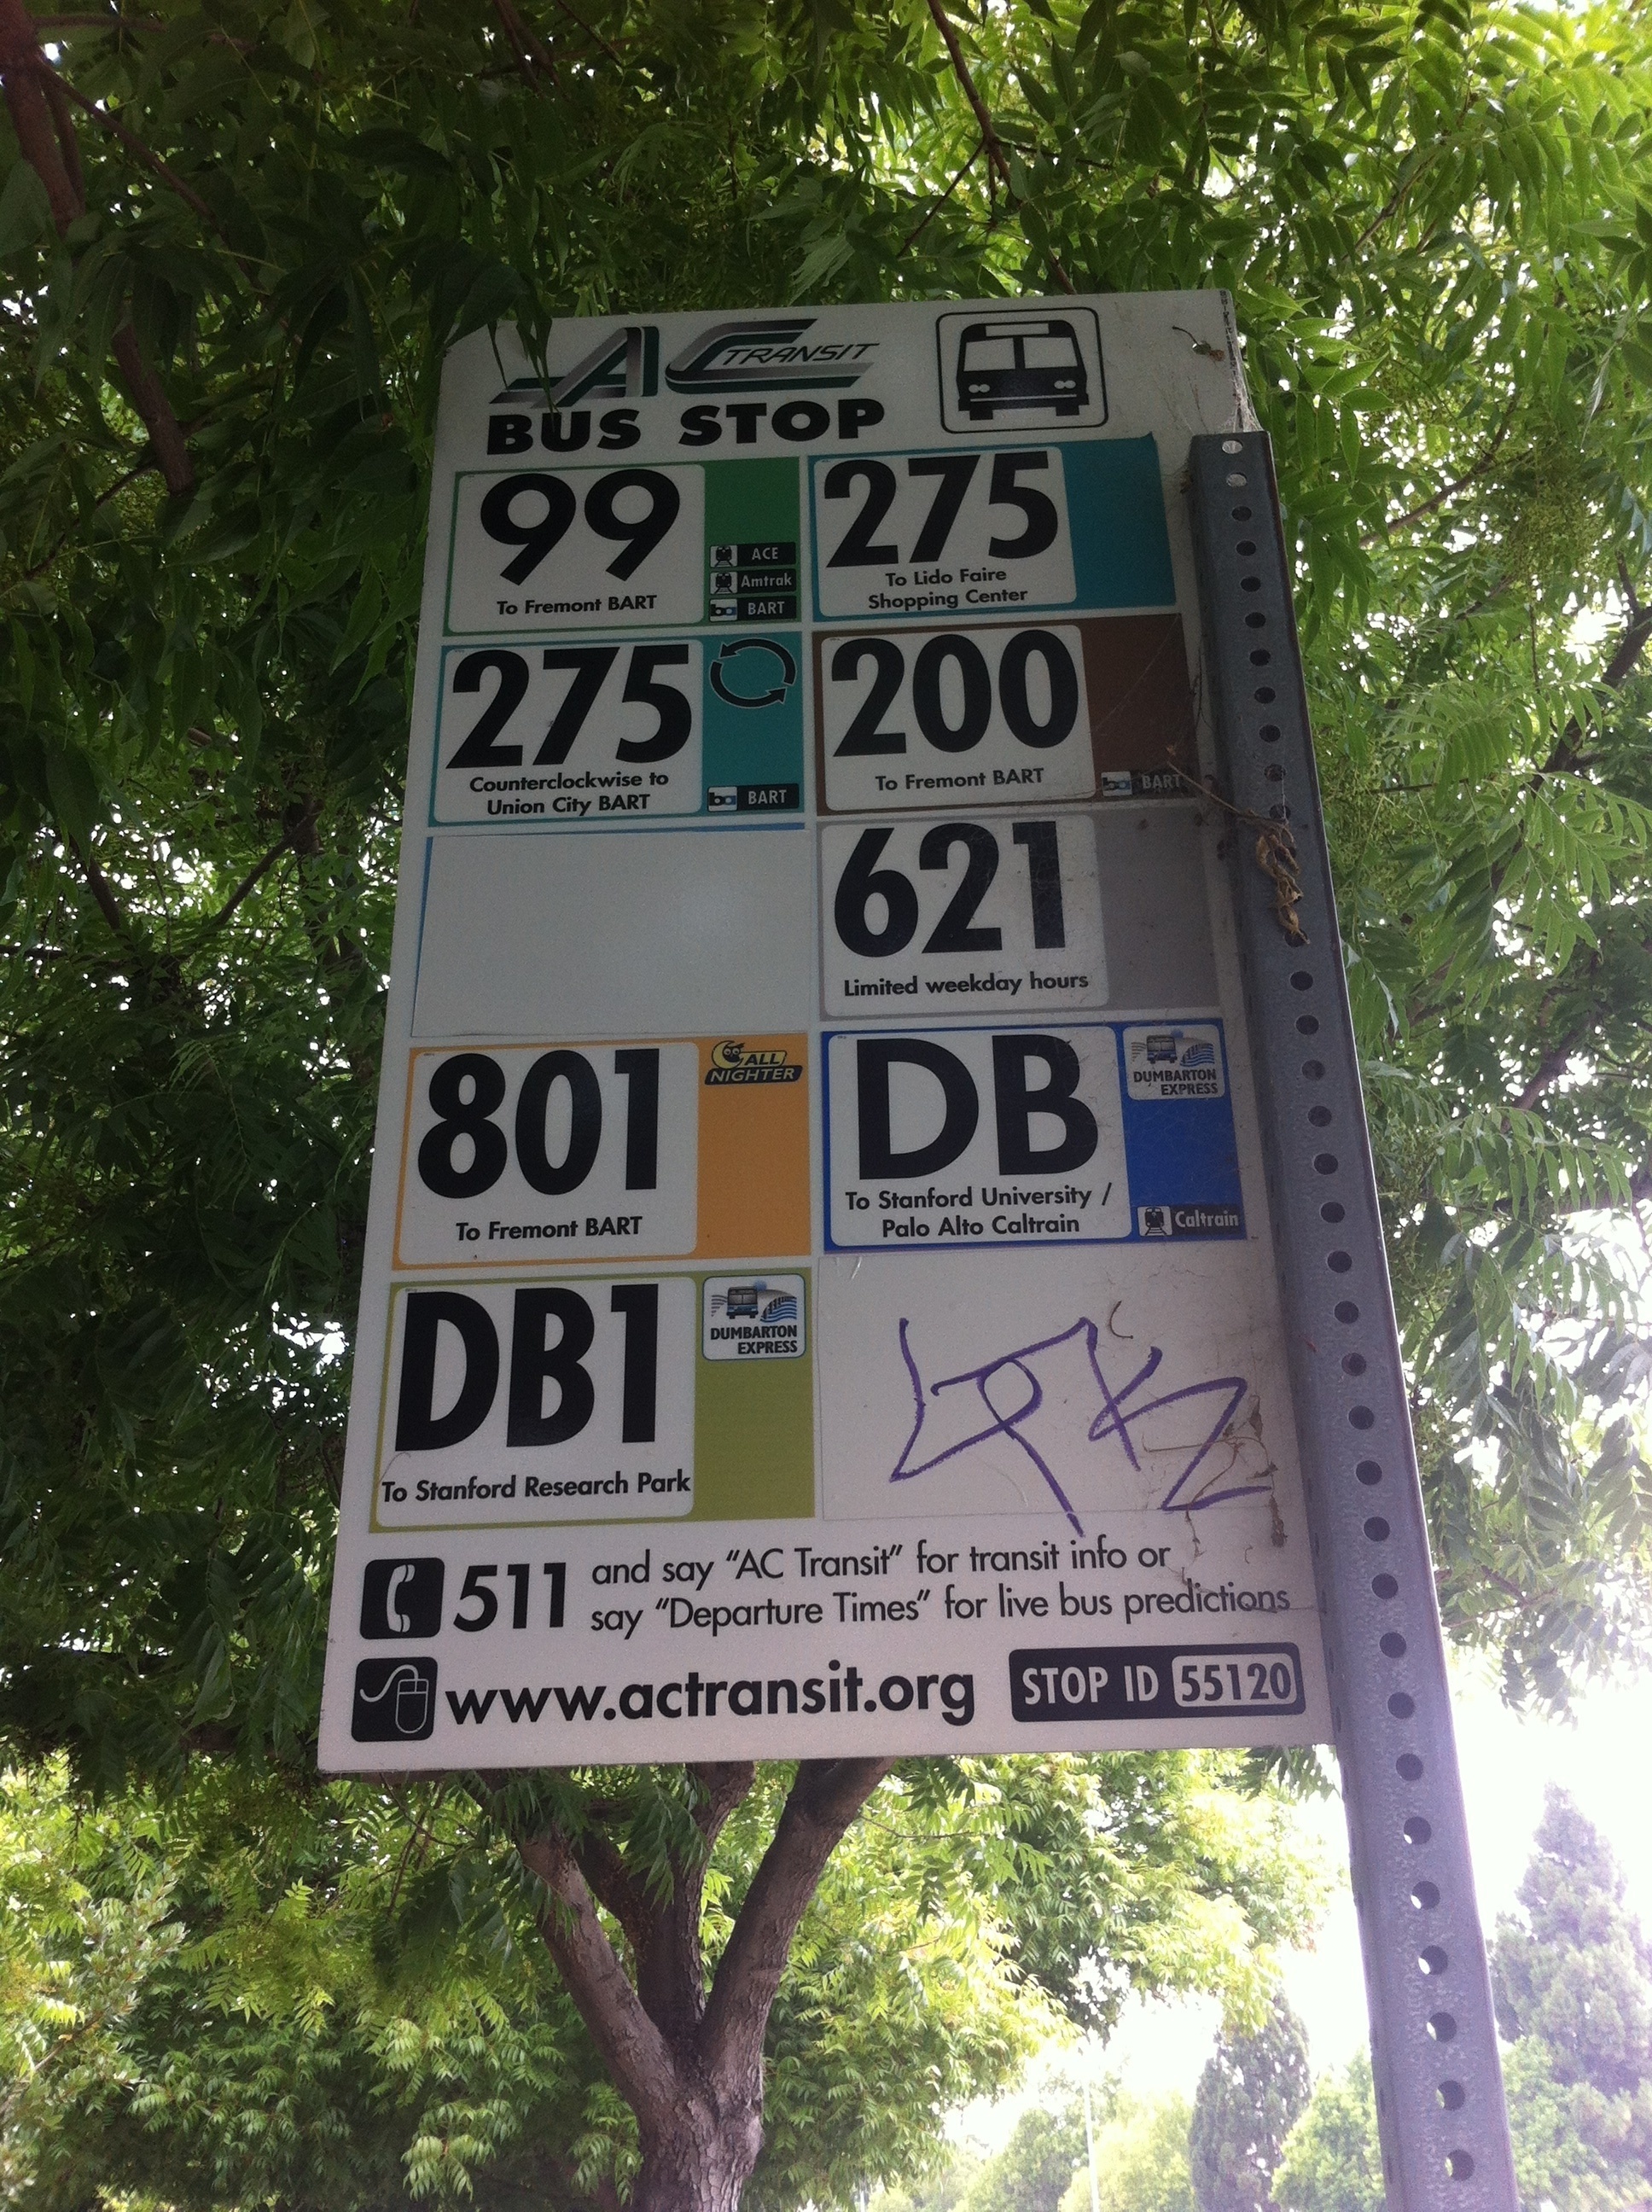 AC TRANSIT
BUS STOP
99
To Fremont BART
ACE
Amtrak
BART
275
To Lido Faire
Shopping Center
275
Counterclockwise to
Union City BART
BART
200
To Fremont BART
BART
621
Limited weekday hours
801
To Fremont BART
ALL
NIGHTER
DB
To Stanford University /
Palo Alto Caltrain
DUMBARTON
EXPRESS
Caltrain
DB1
To Stanford Research Park
DUMBARTON
EXPRESS
511 and say "AC Transit" for transit info or
say "Departure Times" for live bus predictions
www.actransit.org
STOP ID 55120